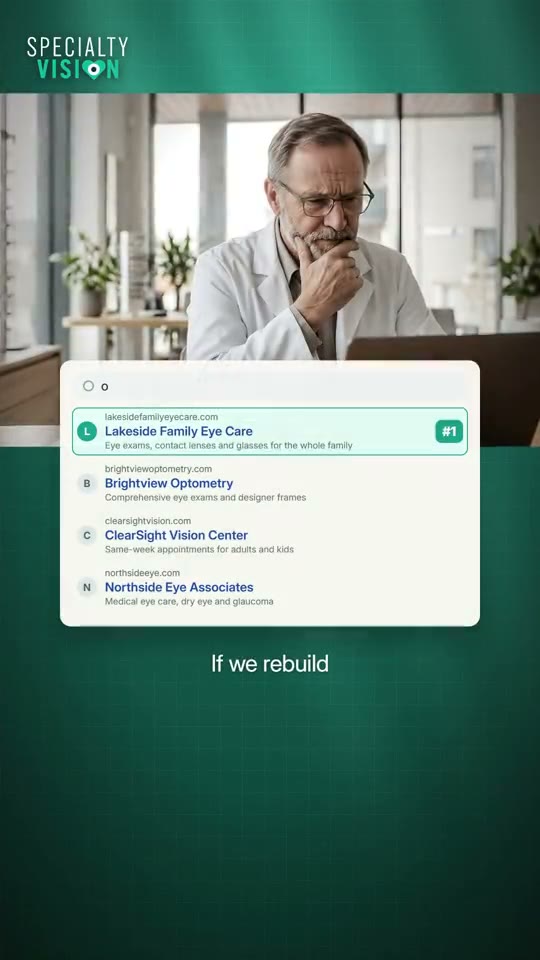 SPECIALTY
VISION
o
lakesidefamilyeyecare.com
L
Lakeside Family Eye Care
#1
Eye exams, contact lenses and glasses for the whole family
brightviewoptometry.com
B
Brightview Optometry
Comprehensive eye exams and designer frames
clearsightvision.com
C
ClearSight Vision Center
Same-week appointments for adults and kids
northsideeye.com
N
Northside Eye Associates
Medical eye care, dry eye and glaucoma
If we rebuild